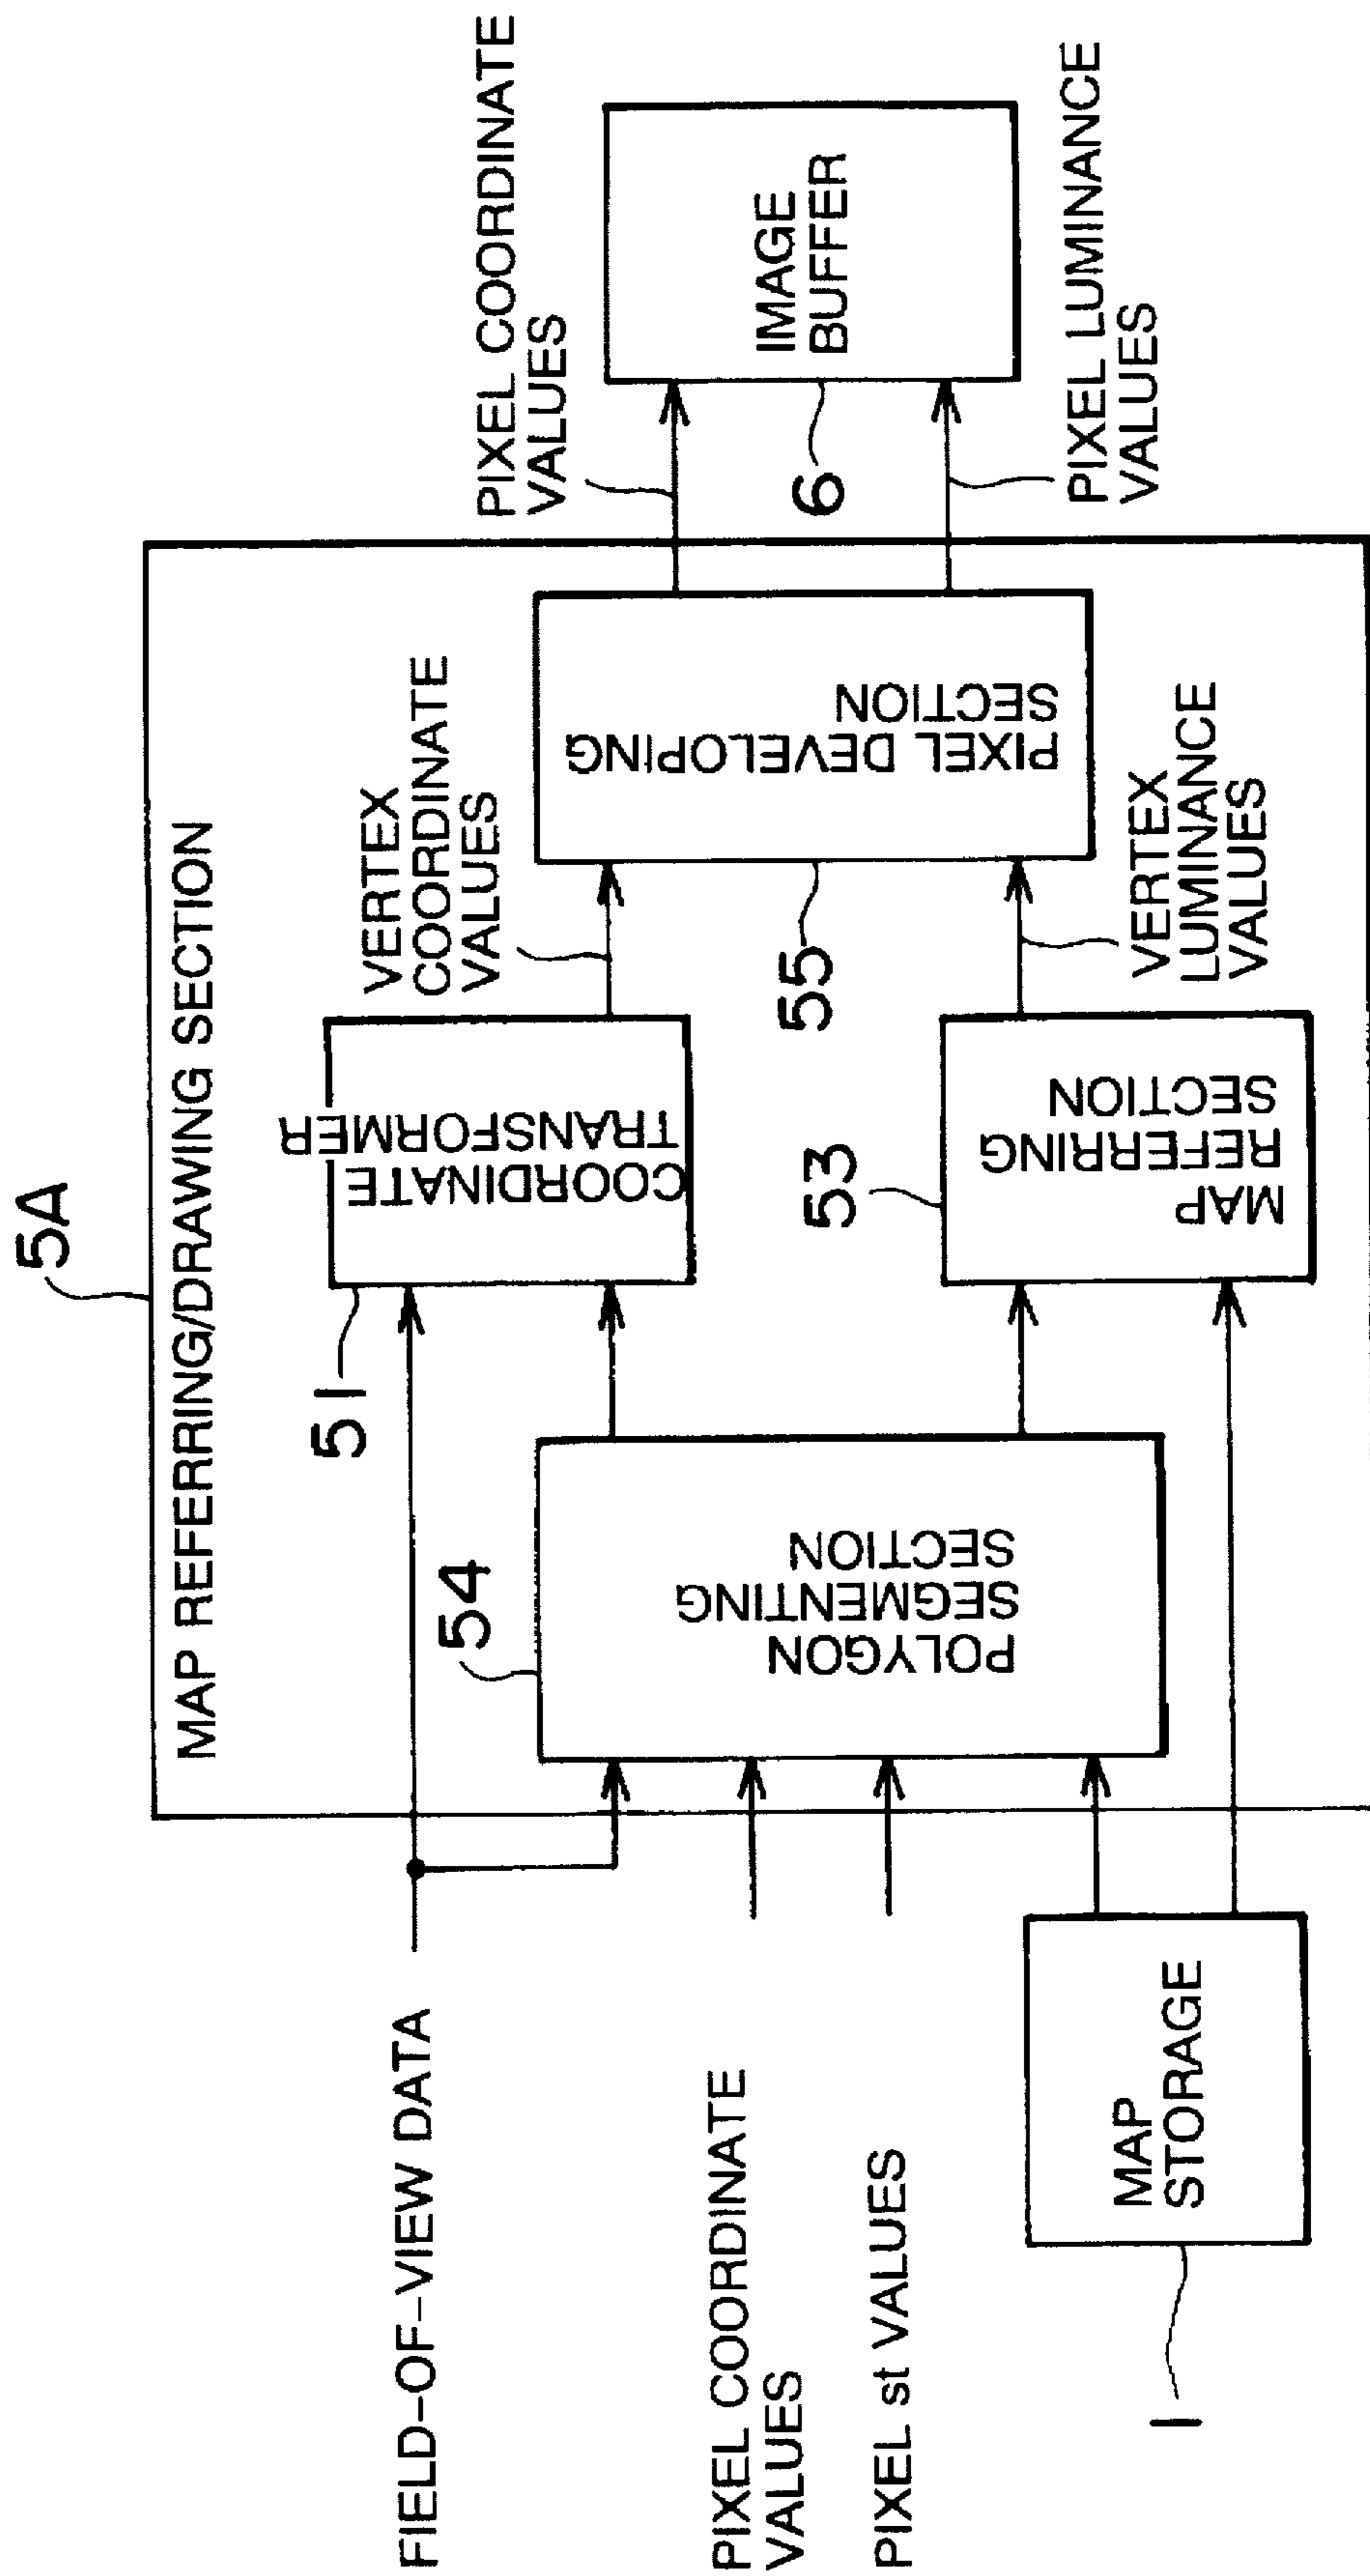 5A
MAP REFERRING/DRAWING SECTION
FIELD-OF-VIEW DATA
51
COORDINATE
TRANSFORMER
VERTEX
COORDINATE
VALUES
PIXEL COORDINATE
VALUES
54
POLYGON
SEGMENTING
SECTION
PIXEL DEVELOPING
SECTION
55
IMAGE
BUFFER
6
PIXEL COORDINATE
VALUES
PIXEL st VALUES
53
MAP
REFERRING
SECTION
VERTEX
LUMINANCE
VALUES
PIXEL LUMINANCE
VALUES
MAP
STORAGE
1